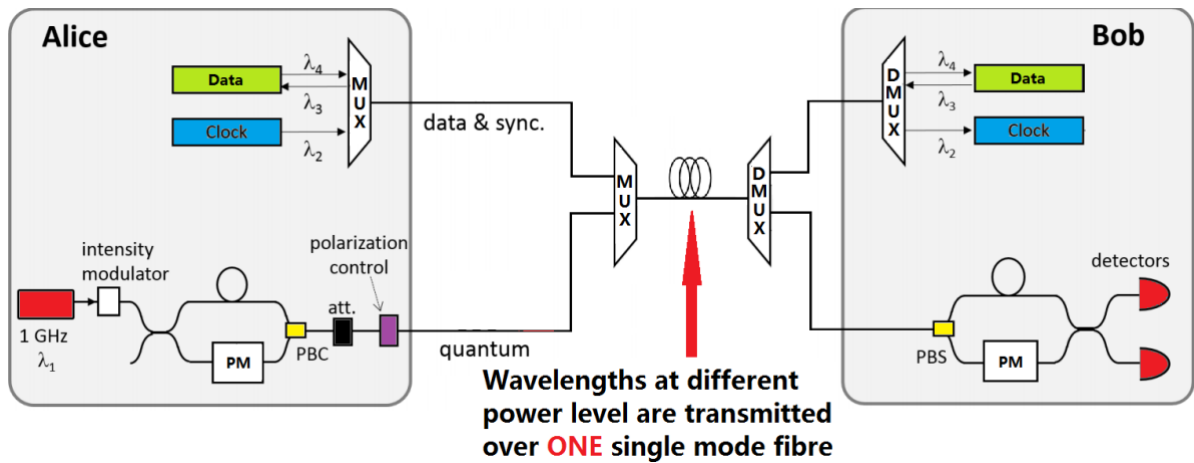 Alice
Data
λ4
λ3
Clock
λ2
MUX
data & sync.
intensity
modulator
1 GHz
λ1
PM
PBC
att.
polarization
control
quantum
MUX
DMUX
Wavelengths at different
power level are transmitted
over ONE single mode fibre
Bob
DMUX
λ4
λ3
Data
λ2
Clock
detectors
PBS
PM